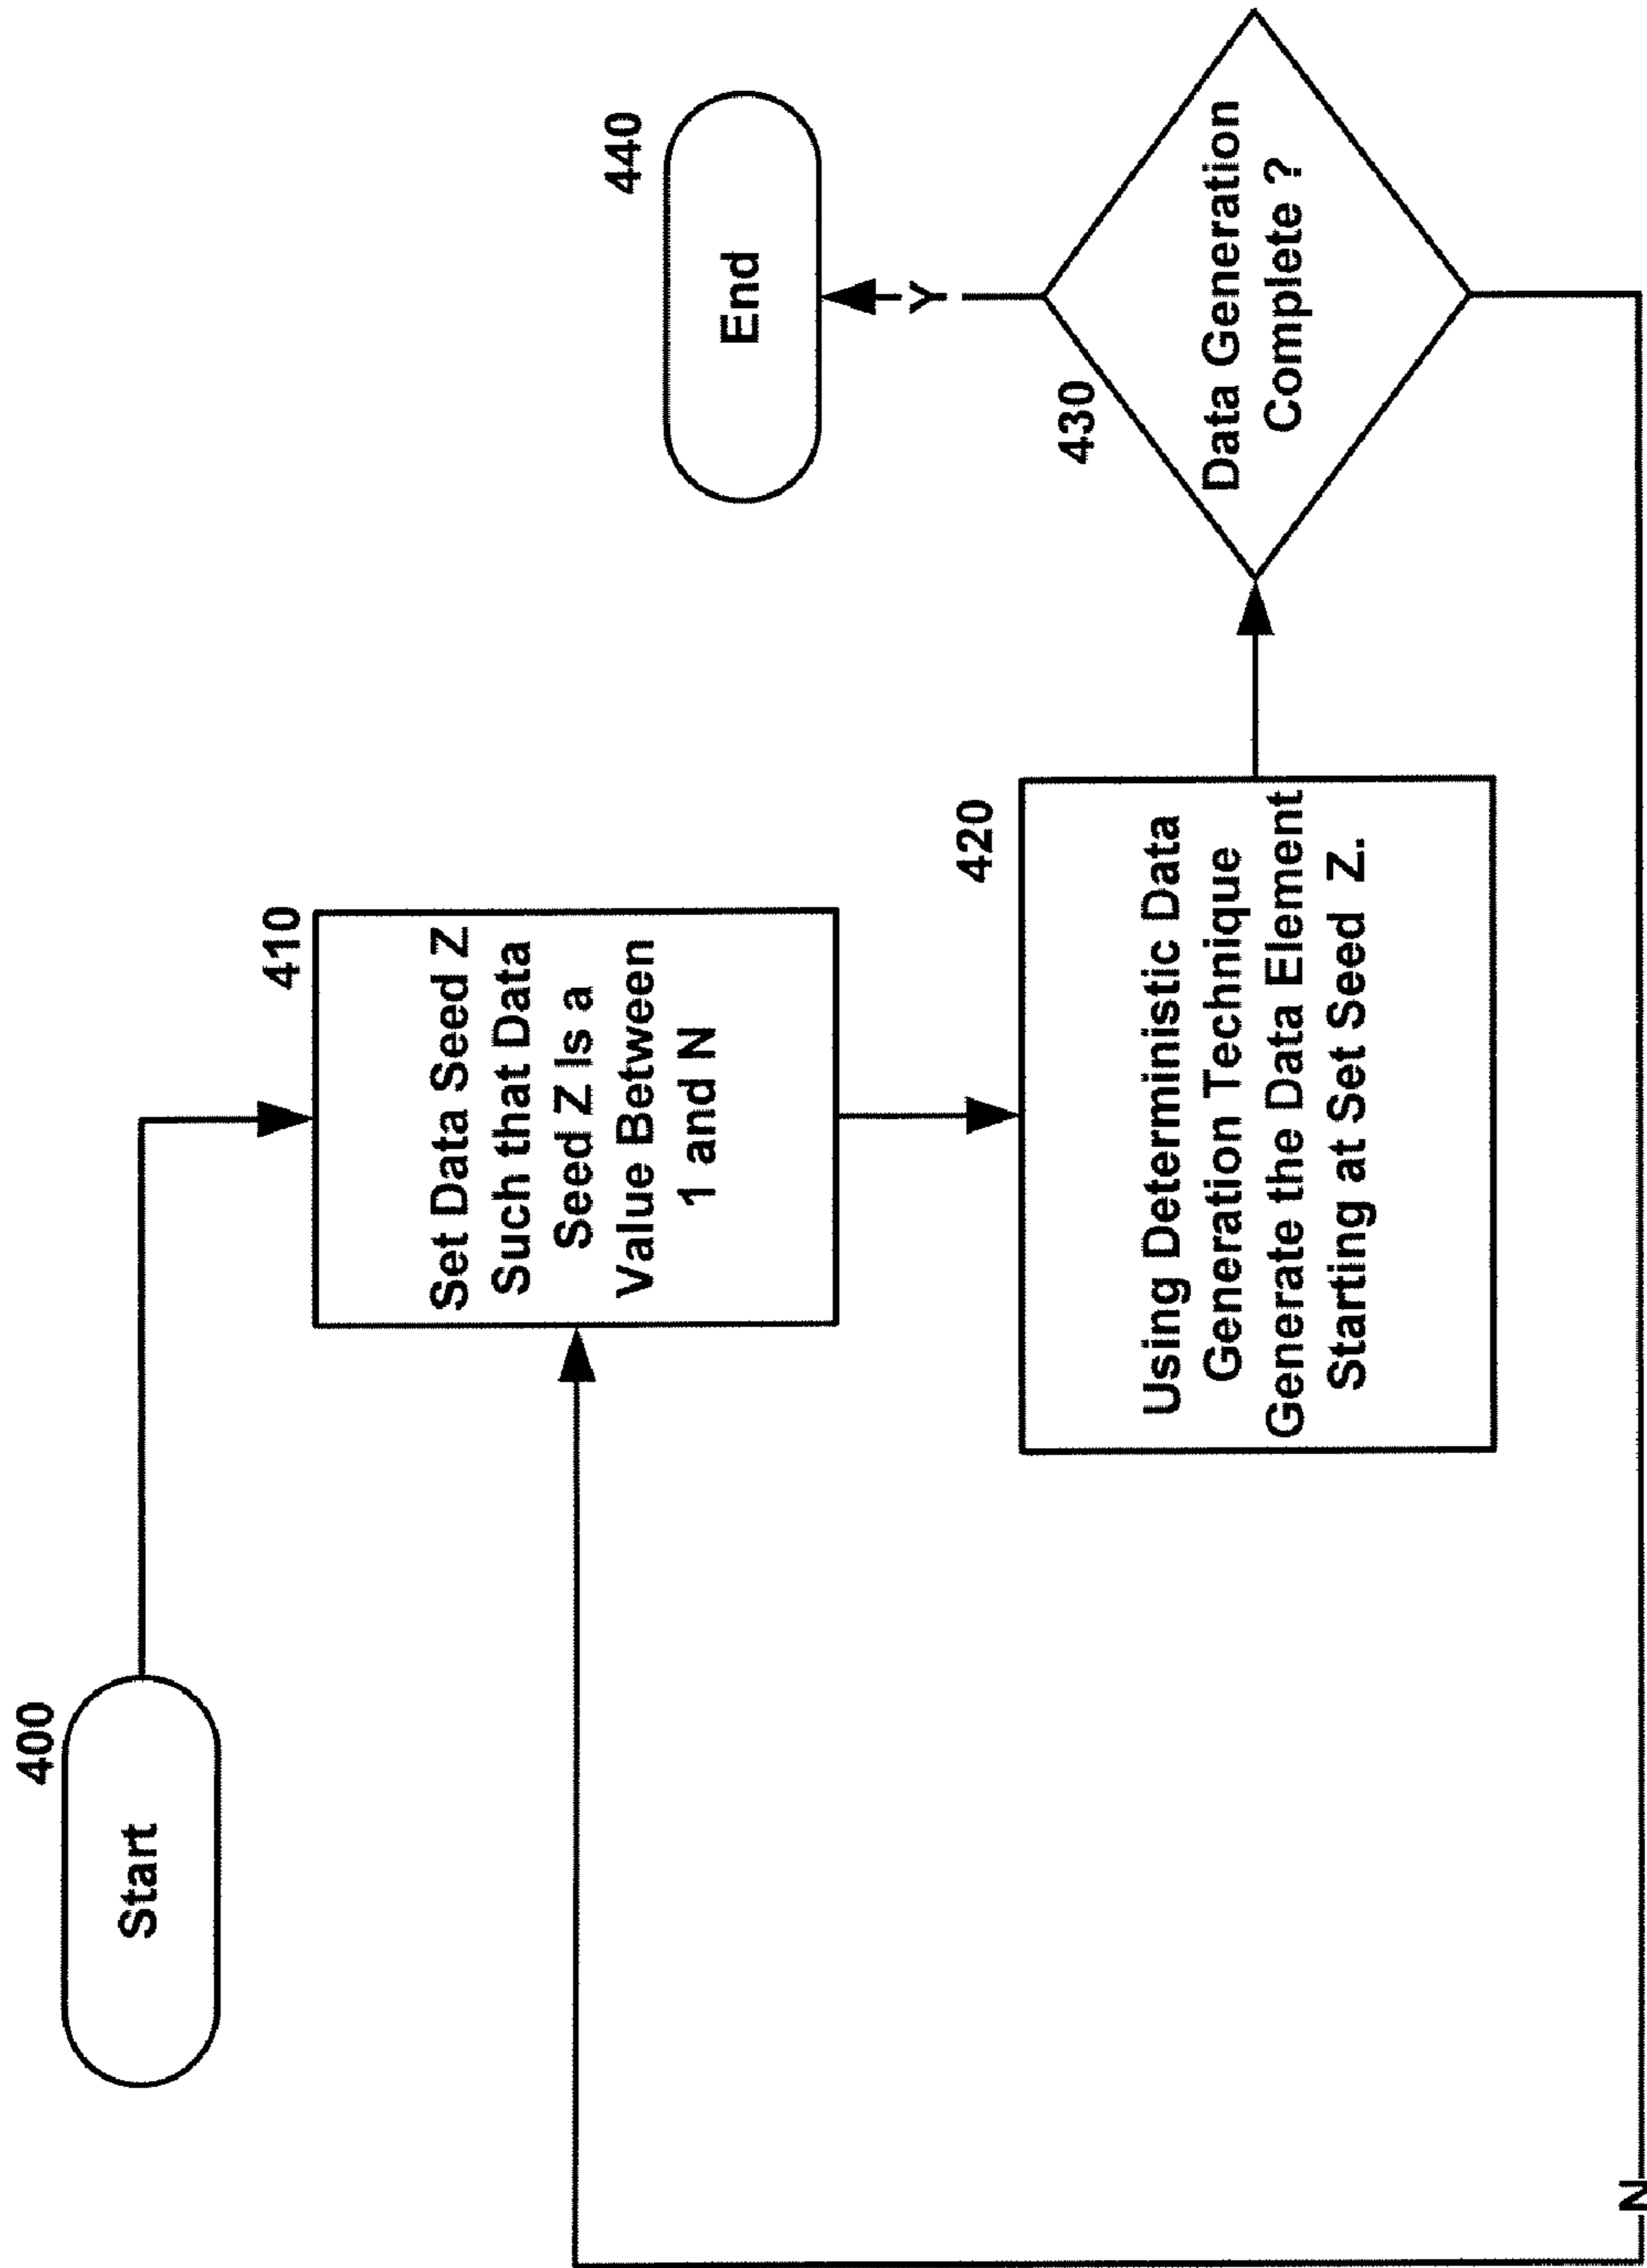 400
Start
410
Set Data Seed Z
Such that Data
Seed Z Is a
Value Between
1 and N
420
Using Deterministic Data
Generation Technique
Generate the Data Element
Starting at Set Seed Z.
430
Data Generation
Complete ?
Y
440
End
N